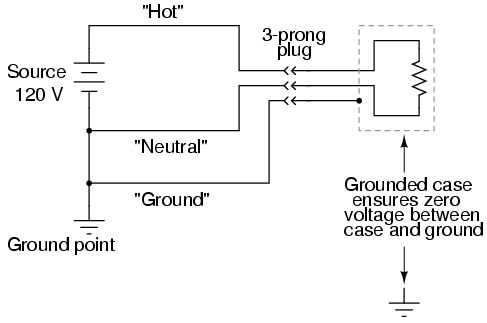 "Hot"
3-prong
plug
Source
120 V
"Neutral"
"Ground"
Ground point
Grounded case
ensures zero
voltage between
case and ground